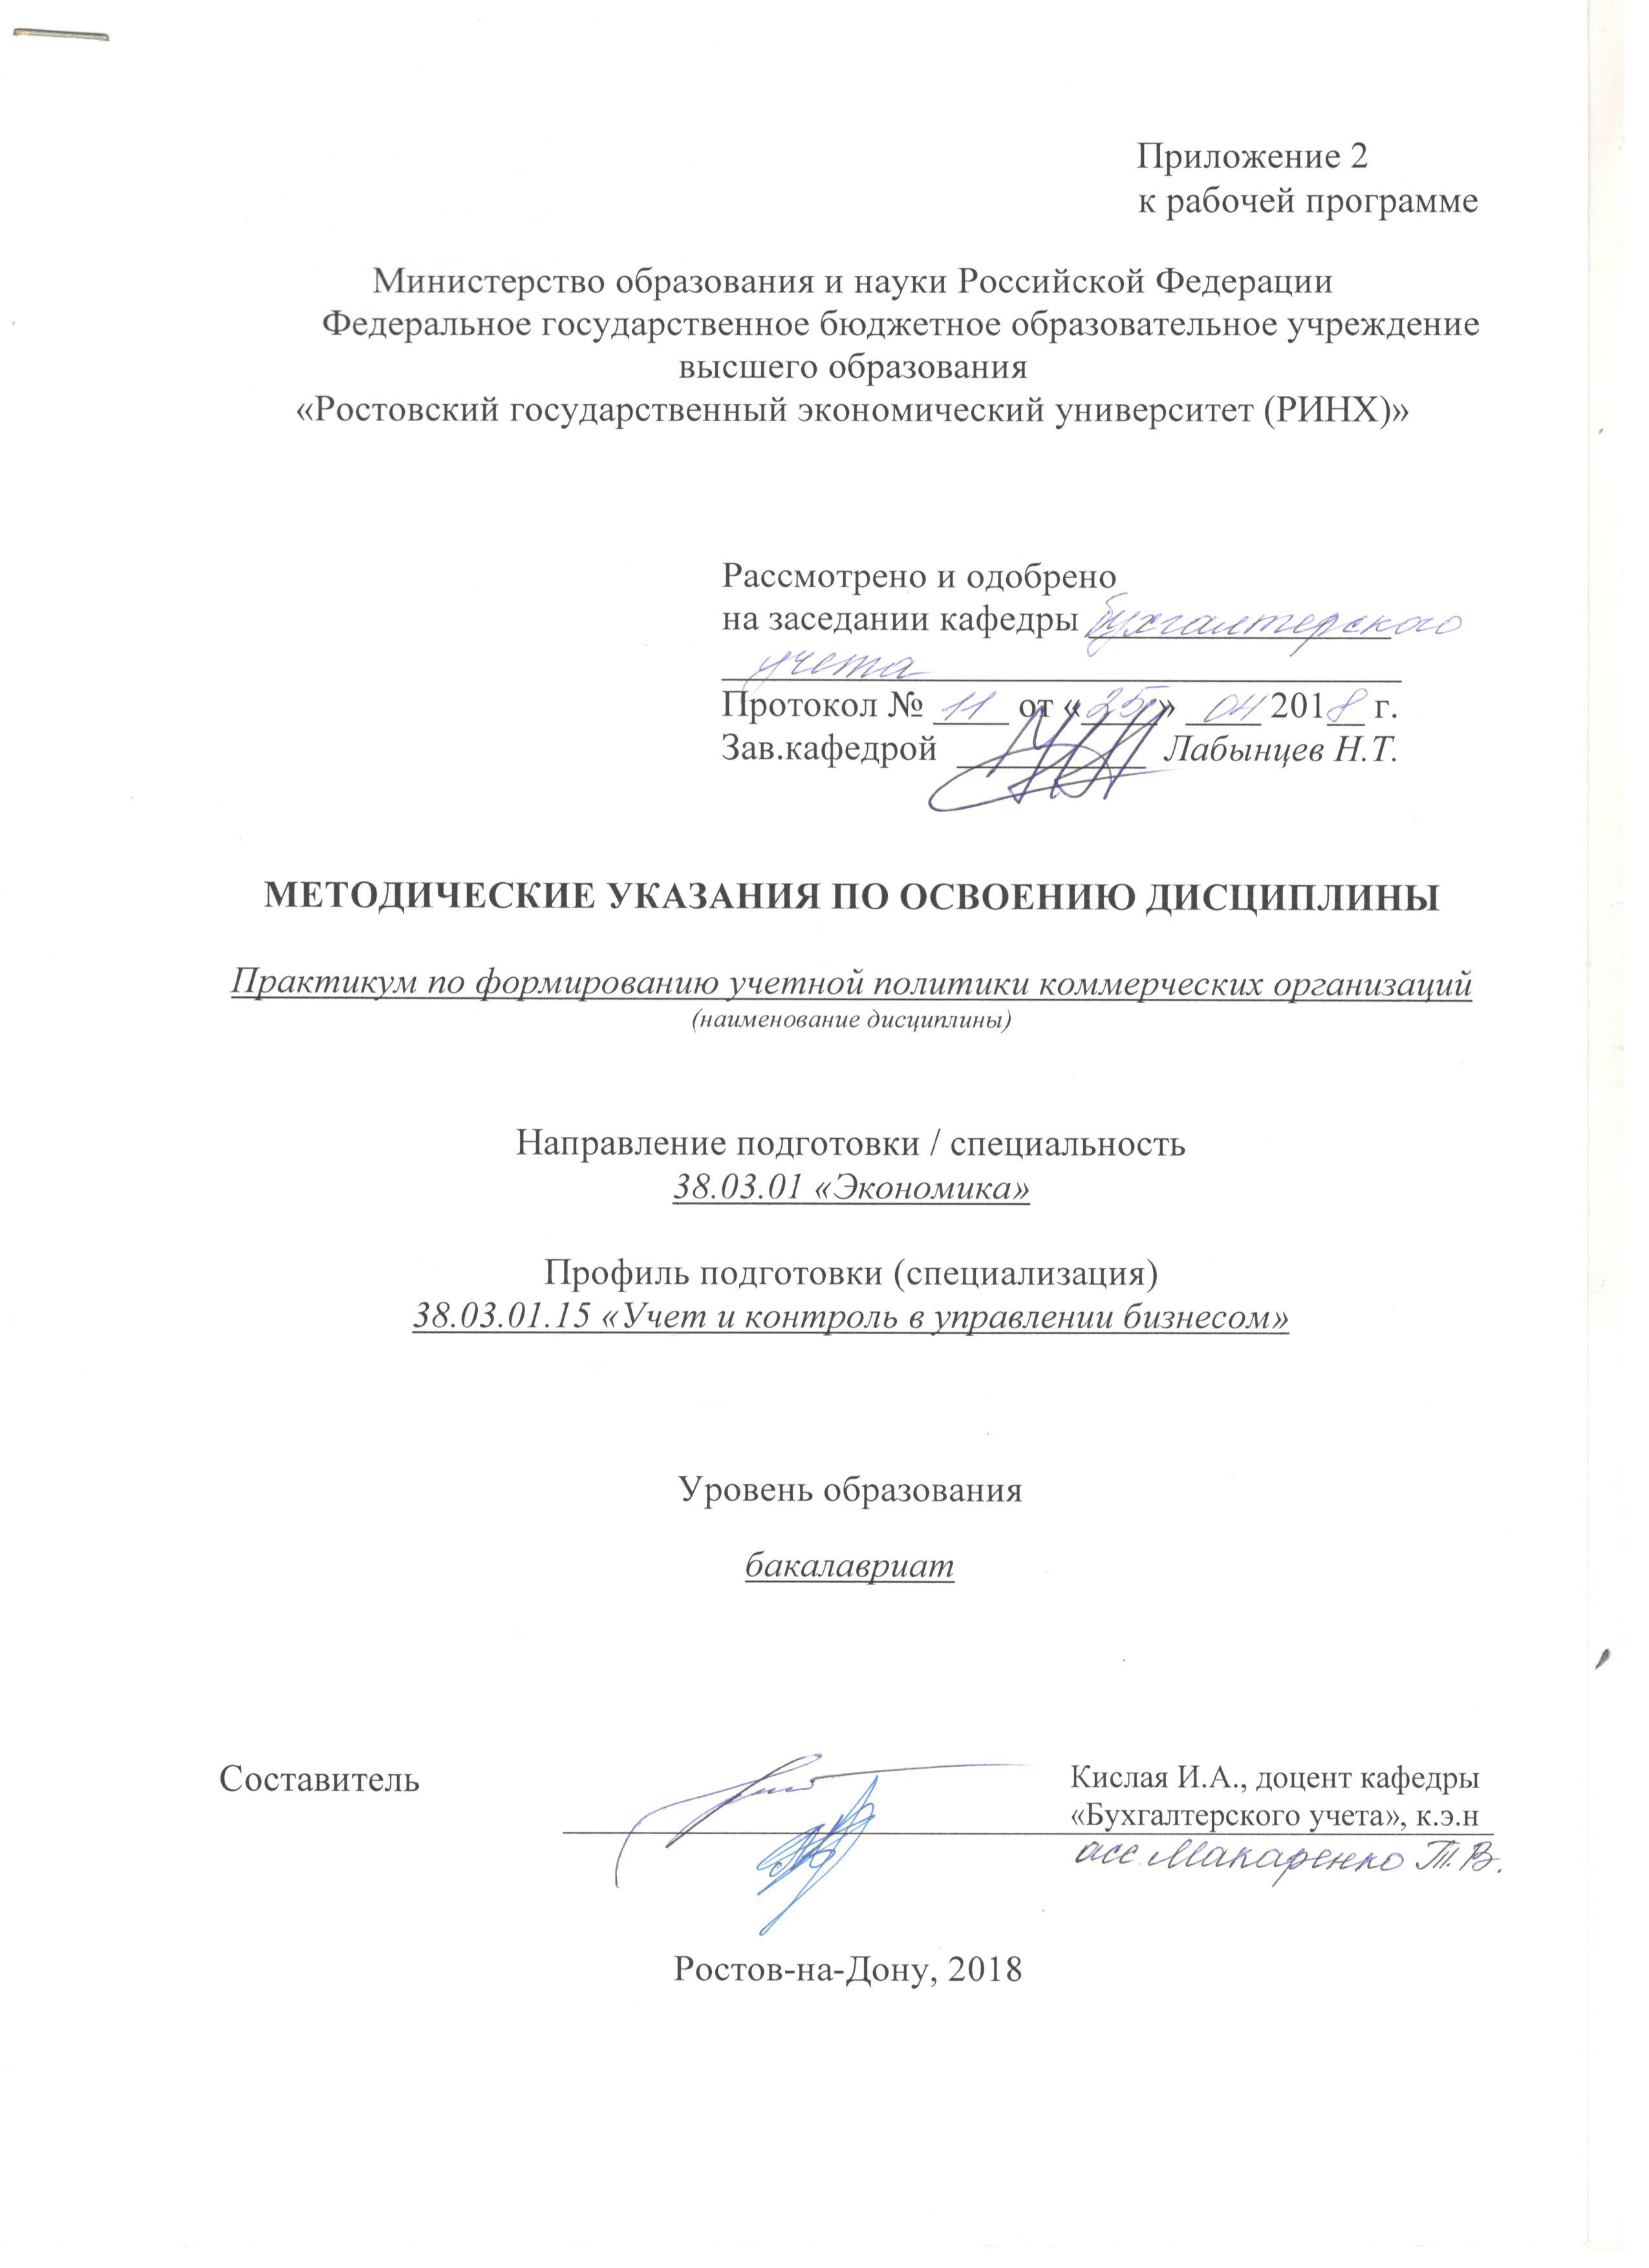 Приложение 2
к рабочей программе
Министерство образования и науки Российской Федерации
Федеральное государственное бюджетное образовательное учреждение
высшего образования
«Ростовский государственный экономический университет (РИНХ)»
Рассмотрено и одобрено
на заседании кафедры бухгалтерского
учета
Протокол № 11 от «25» 04 2018 г.
Зав.кафедрой Лабынцев Н.Т.
МЕТОДИЧЕСКИЕ УКАЗАНИЯ ПО ОСВОЕНИЮ ДИСЦИПЛИНЫ
Практикум по формированию учетной политики коммерческих организаций
(наименование дисциплины)
Направление подготовки / специальность
38.03.01 «Экономика»
Профиль подготовки (специализация)
38.03.01.15 «Учет и контроль в управлении бизнесом»
Уровень образования
бакалавриат
Составитель Кислая И.А., доцент кафедры
«Бухгалтерского учета», к.э.н
асс. Макаренко Т.В.
Ростов-на-Дону, 2018